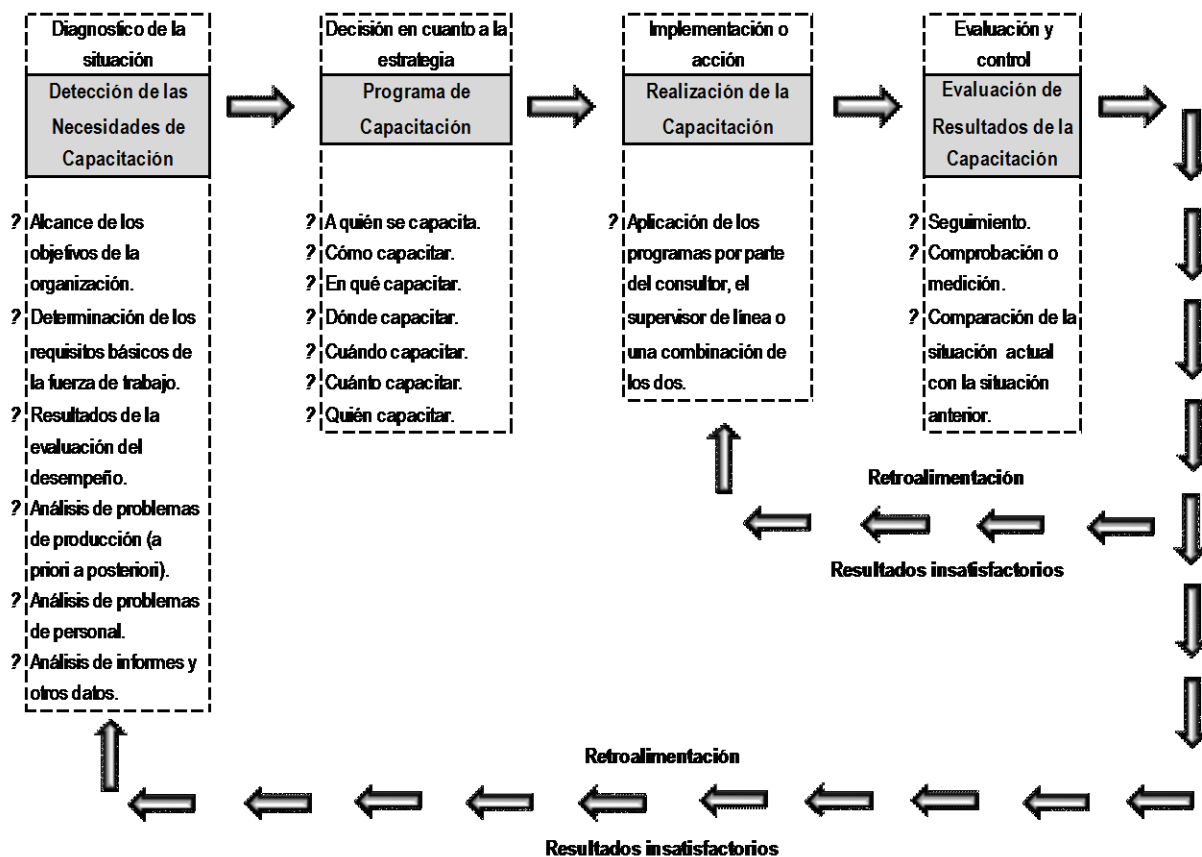 Diagnostico de la
situación
Detección de las
Necesidades de
Capacitación
? Alcance de los
objetivos de la
organización.
? Determinación de los
requisitos básicos de
la fuerza de trabajo.
? Resultados de la
evaluación del
desempeño.
? Análisis de problemas
de producción (a
priori a posteriori).
? Análisis de problemas
de personal.
? Análisis de informes y
otros datos.
Decisión en cuanto a la
estrategia
Programa de
Capacitación
? A quién se capacita.
? Cómo capacitar.
? En qué capacitar.
? Dónde capacitar.
? Cuándo capacitar.
? Cuánto capacitar.
? Quién capacitar.
Implementación o
acción
Realización de la
Capacitación
? Aplicación de los
programas por parte
del consultor, el
supervisor de línea o
una combinación de
los dos.
Evaluación y
control
Evaluación de
Resultados de la
Capacitación
? Seguimiento.
? Comprobación o
medición.
? Comparación de la
situación actual
con la situación
anterior.
Retroalimentación
Resultados insatisfactorios
Retroalimentación
Resultados insatisfactorios